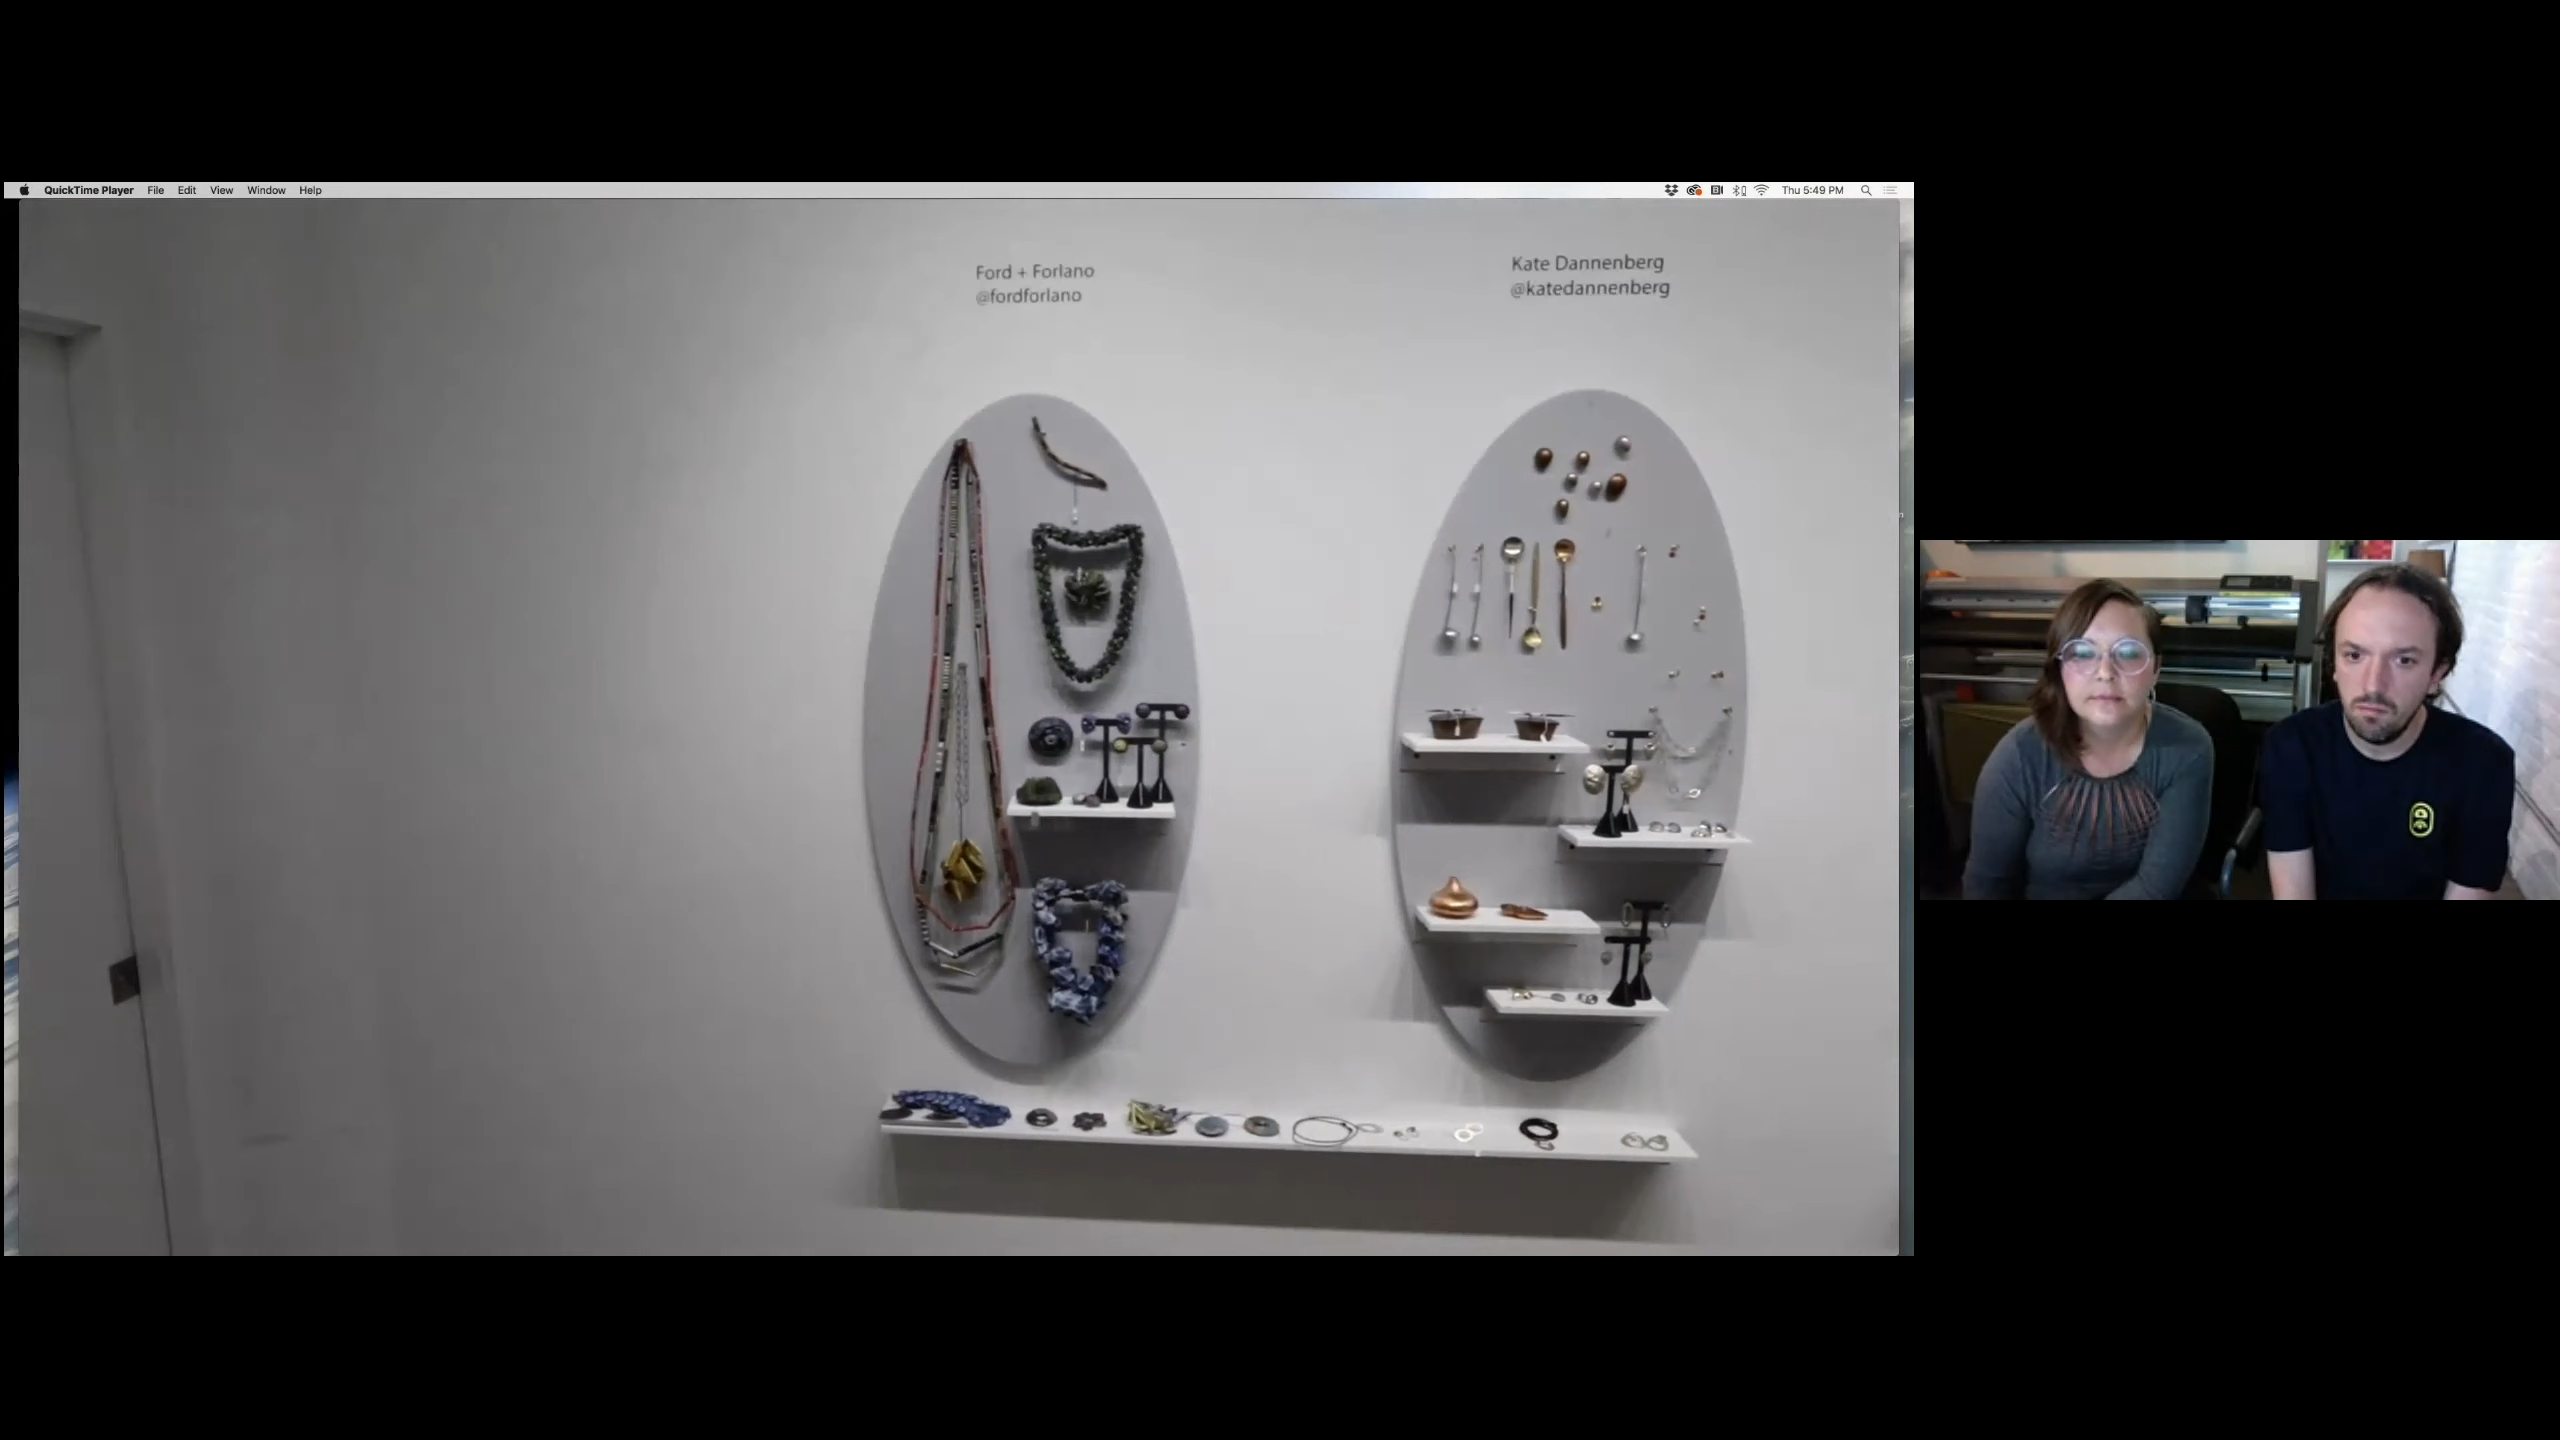 QuickTime Player File Edit View Window Help
Thu 5:49 PM
Ford + Forlano
@fordforlano
Kate Dannenberg
@katedannenberg